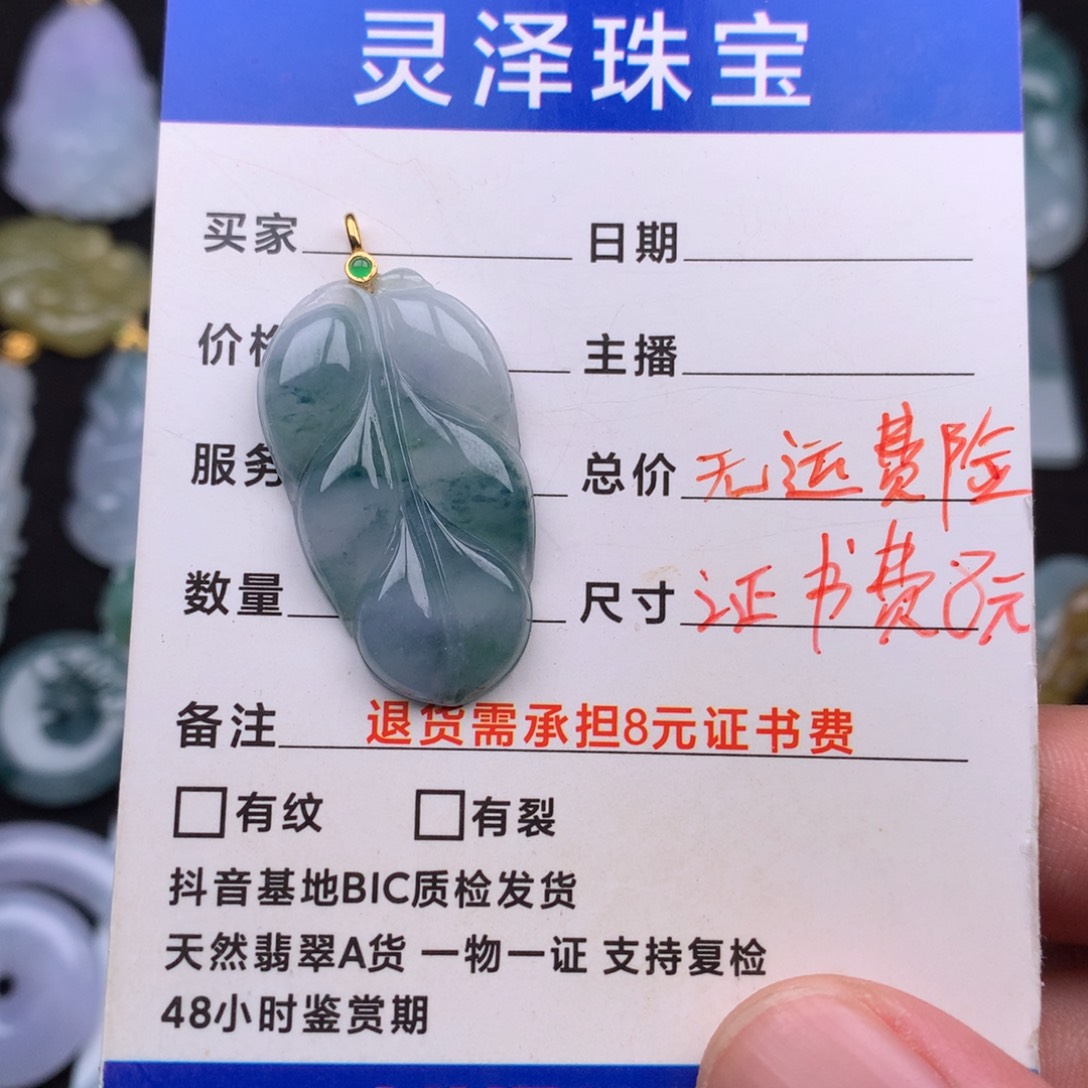 灵泽珠宝
买家 日期
价格 主播
服务 总价 无运费险
数量 尺寸 证书费8元
备注 退货需承担8元证书费
有纹 有裂
抖音基地BIC质检发货
天然翡翠A货 一物一证 支持复检
48小时鉴赏期